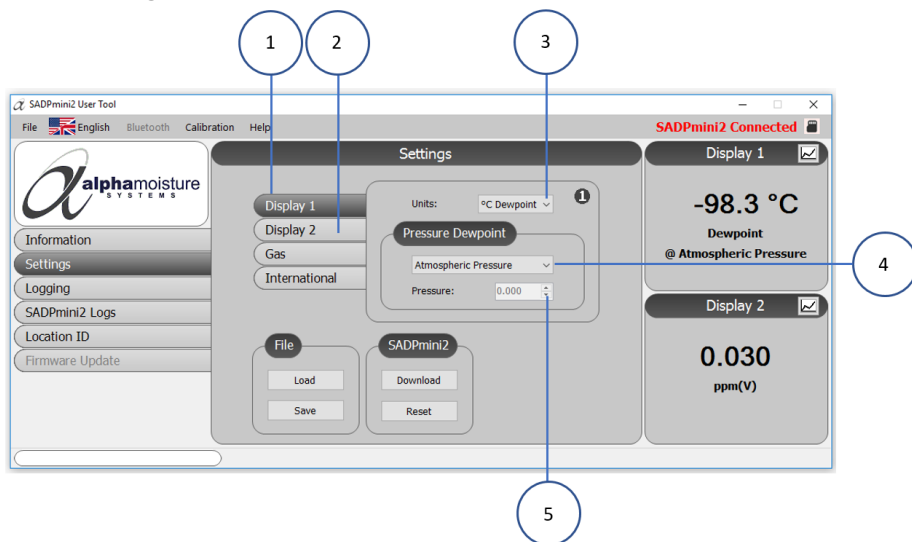 1
2
3
SADPmini2 User Tool
File English Bluetooth Calibration Help
SADPmini2 Connected
alphamoisture
SYSTEMS
Information
Settings
Logging
SADPmini2 Logs
Location ID
Firmware Update
Settings
Display 1
Display 2
Gas
International
Units: ºC Dewpoint
1
Pressure Dewpoint
Atmospheric Pressure
Pressure: 0.000
File
Load
Save
SADPmini2
Download
Reset
Display 1
-98.3 °C
Dewpoint
@ Atmospheric Pressure
4
Display 2
0.030
ppm(V)
5